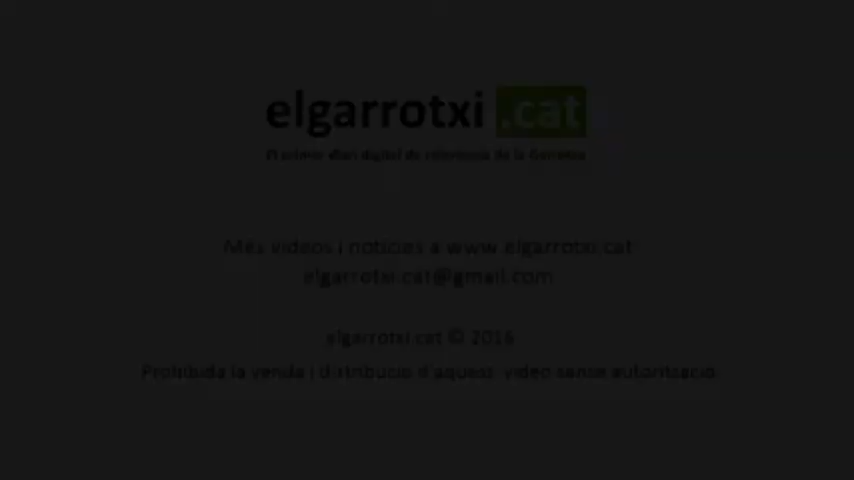 elgarrotxi .cat
El primer diari digital de referència de la Garrotxa
Més vídeos i notícies a www.elgarrotxi.cat
elgarrotxi.cat@gmail.com
elgarrotxi.cat © 2016
Prohibida la venda i distribució d'aquest vídeo sense autorització